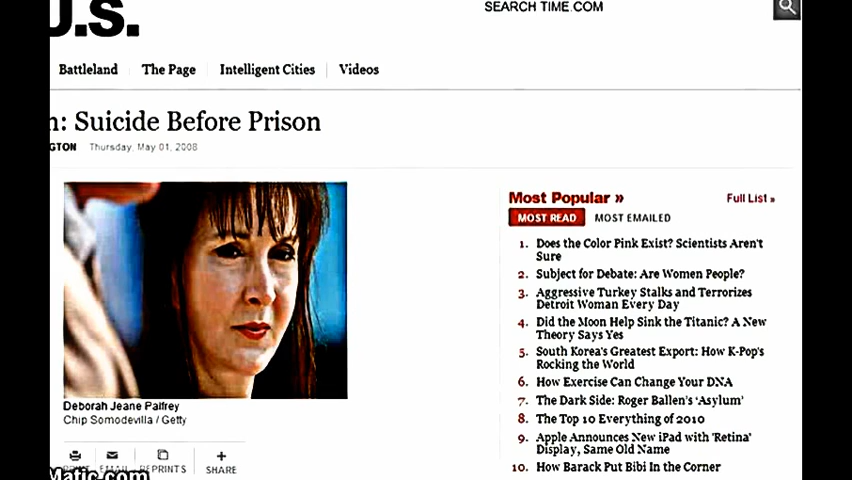 U.S.
SEARCH TIME.COM
Battleland The Page Intelligent Cities Videos
n: Suicide Before Prison
GTON Thursday, May 01, 2008
Deborah Jeane Palfrey
Chip Somodevilla / Getty
PRINT EMAIL REPRINTS SHARE
Matic.com
Most Popular » Full List »
MOST READ MOST EMAILED
1. Does the Color Pink Exist? Scientists Aren't
Sure
2. Subject for Debate: Are Women People?
3. Aggressive Turkey Stalks and Terrorizes
Detroit Woman Every Day
4. Did the Moon Help Sink the Titanic? A New
Theory Says Yes
5. South Korea's Greatest Export: How K-Pop's
Rocking the World
6. How Exercise Can Change Your DNA
7. The Dark Side: Roger Ballen's 'Asylum'
8. The Top 10 Everything of 2010
9. Apple Announces New iPad with 'Retina'
Display, Same Old Name
10. How Barack Put Bibi In the Corner